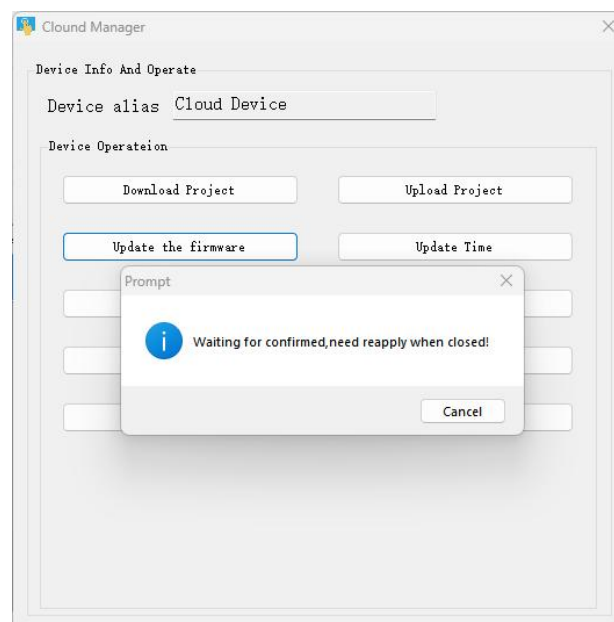 Clound Manager
Device Info And Operate
Device alias Cloud Device
Device Operateion
Download Project Upload Project
Update the firmware Update Time
Prompt
Waiting for confirmed,need reapply when closed!
Cancel